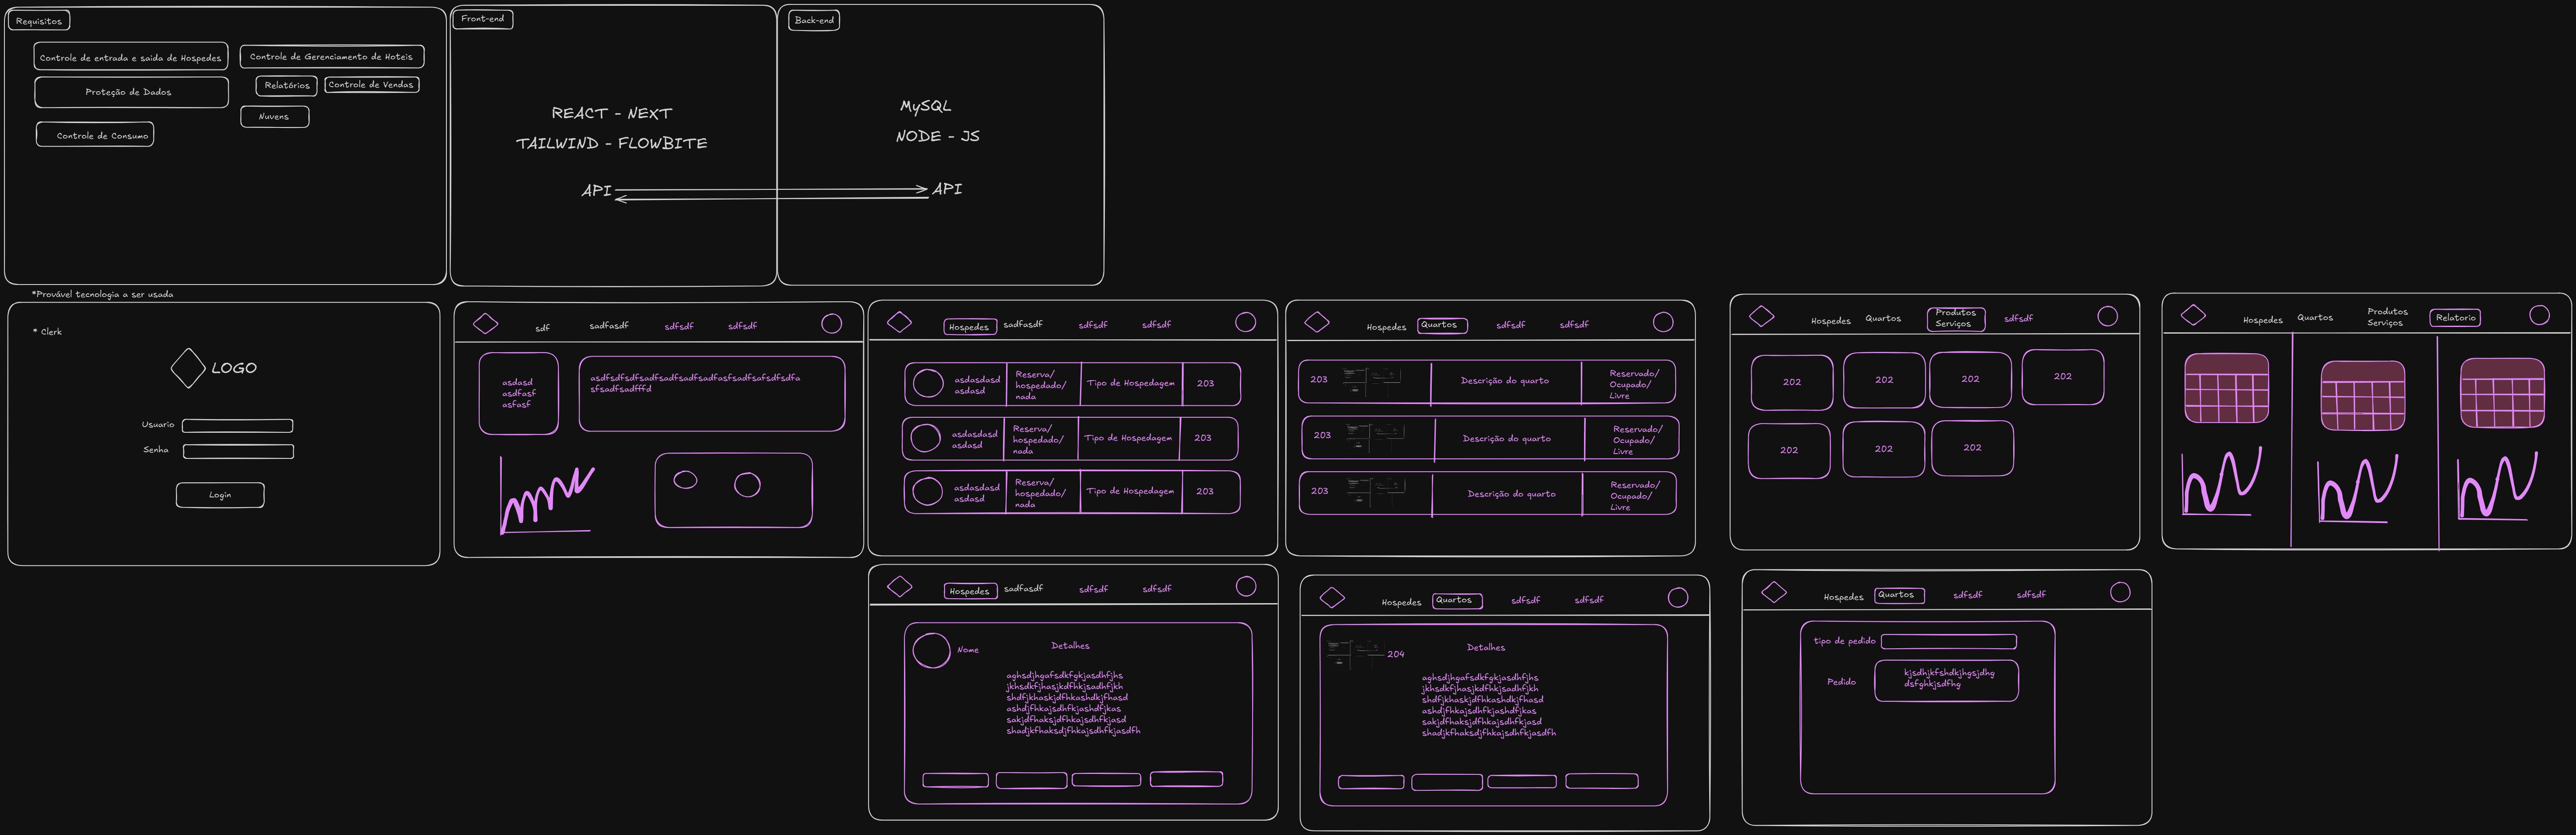 Requisitos
Controle de entrada e saida de Hospedes
Controle de Gerenciamento de Hoteis
Proteção de Dados
Relatórios
Controle de Vendas
Nuvens
Controle de Consumo
Front-end
REACT - NEXT
TAILWIND - FLOWBITE
API
Back-end
MySQL
NODE - JS
API
*Provável tecnologia a ser usada
* Clerk
LOGO
Usuario
Senha
Login
sdf
sadfasdf
sdfsdf
sdfsdf
asdasd
asdfasf
asfasf
asdfsdfsdfsadfsadfsadfsadfasfsadfsafsdfsdfa
sfsadfsadfffd
Hospedes
sadfasdf
sdfsdf
sdfsdf
asdasdasd
asdasd
Reserva/
hospedado/
nada
Tipo de Hospedagem
203
asdasdasd
asdasd
Reserva/
hospedado/
nada
Tipo de Hospedagem
203
asdasdasd
asdasd
Reserva/
hospedado/
nada
Tipo de Hospedagem
203
Hospedes
Quartos
sdfsdf
sdfsdf
203
Descrição do quarto
Reservado/
Ocupado/
Livre
203
Descrição do quarto
Reservado/
Ocupado/
Livre
203
Descrição do quarto
Reservado/
Ocupado/
Livre
Hospedes
Quartos
Produtos
Serviços
sdfsdf
202
202
202
202
202
202
202
Hospedes
Quartos
Produtos
Serviços
Relatorio
Hospedes
sadfasdf
sdfsdf
sdfsdf
Nome
Detalhes
aghsdjhgafsdkfgkjasdhfjhs
jkhsdkfjhasjkdfhkjsadhfjkh
shdfjkhaskjdfhkashdkjfhasd
ashdjfhkajsdhfkjashdfjkas
sakjdfhaksjdfhkajsdhfkjasd
shadjkfhaksdjfhkajsdhfkjasdfh
Hospedes
Quartos
sdfsdf
sdfsdf
204
Detalhes
aghsdjhgafsdkfgkjasdhfjhs
jkhsdkfjhasjkdfhkjsadhfjkh
shdfjkhaskjdfhkashdkjfhasd
ashdjfhkajsdhfkjashdfjkas
sakjdfhaksjdfhkajsdhfkjasd
shadjkfhaksdjfhkajsdhfkjasdfh
Hospedes
Quartos
sdfsdf
sdfsdf
tipo de pedido
Pedido
kjsdhjkfshdkjhgsjdhg
dsfghkjsdfhg